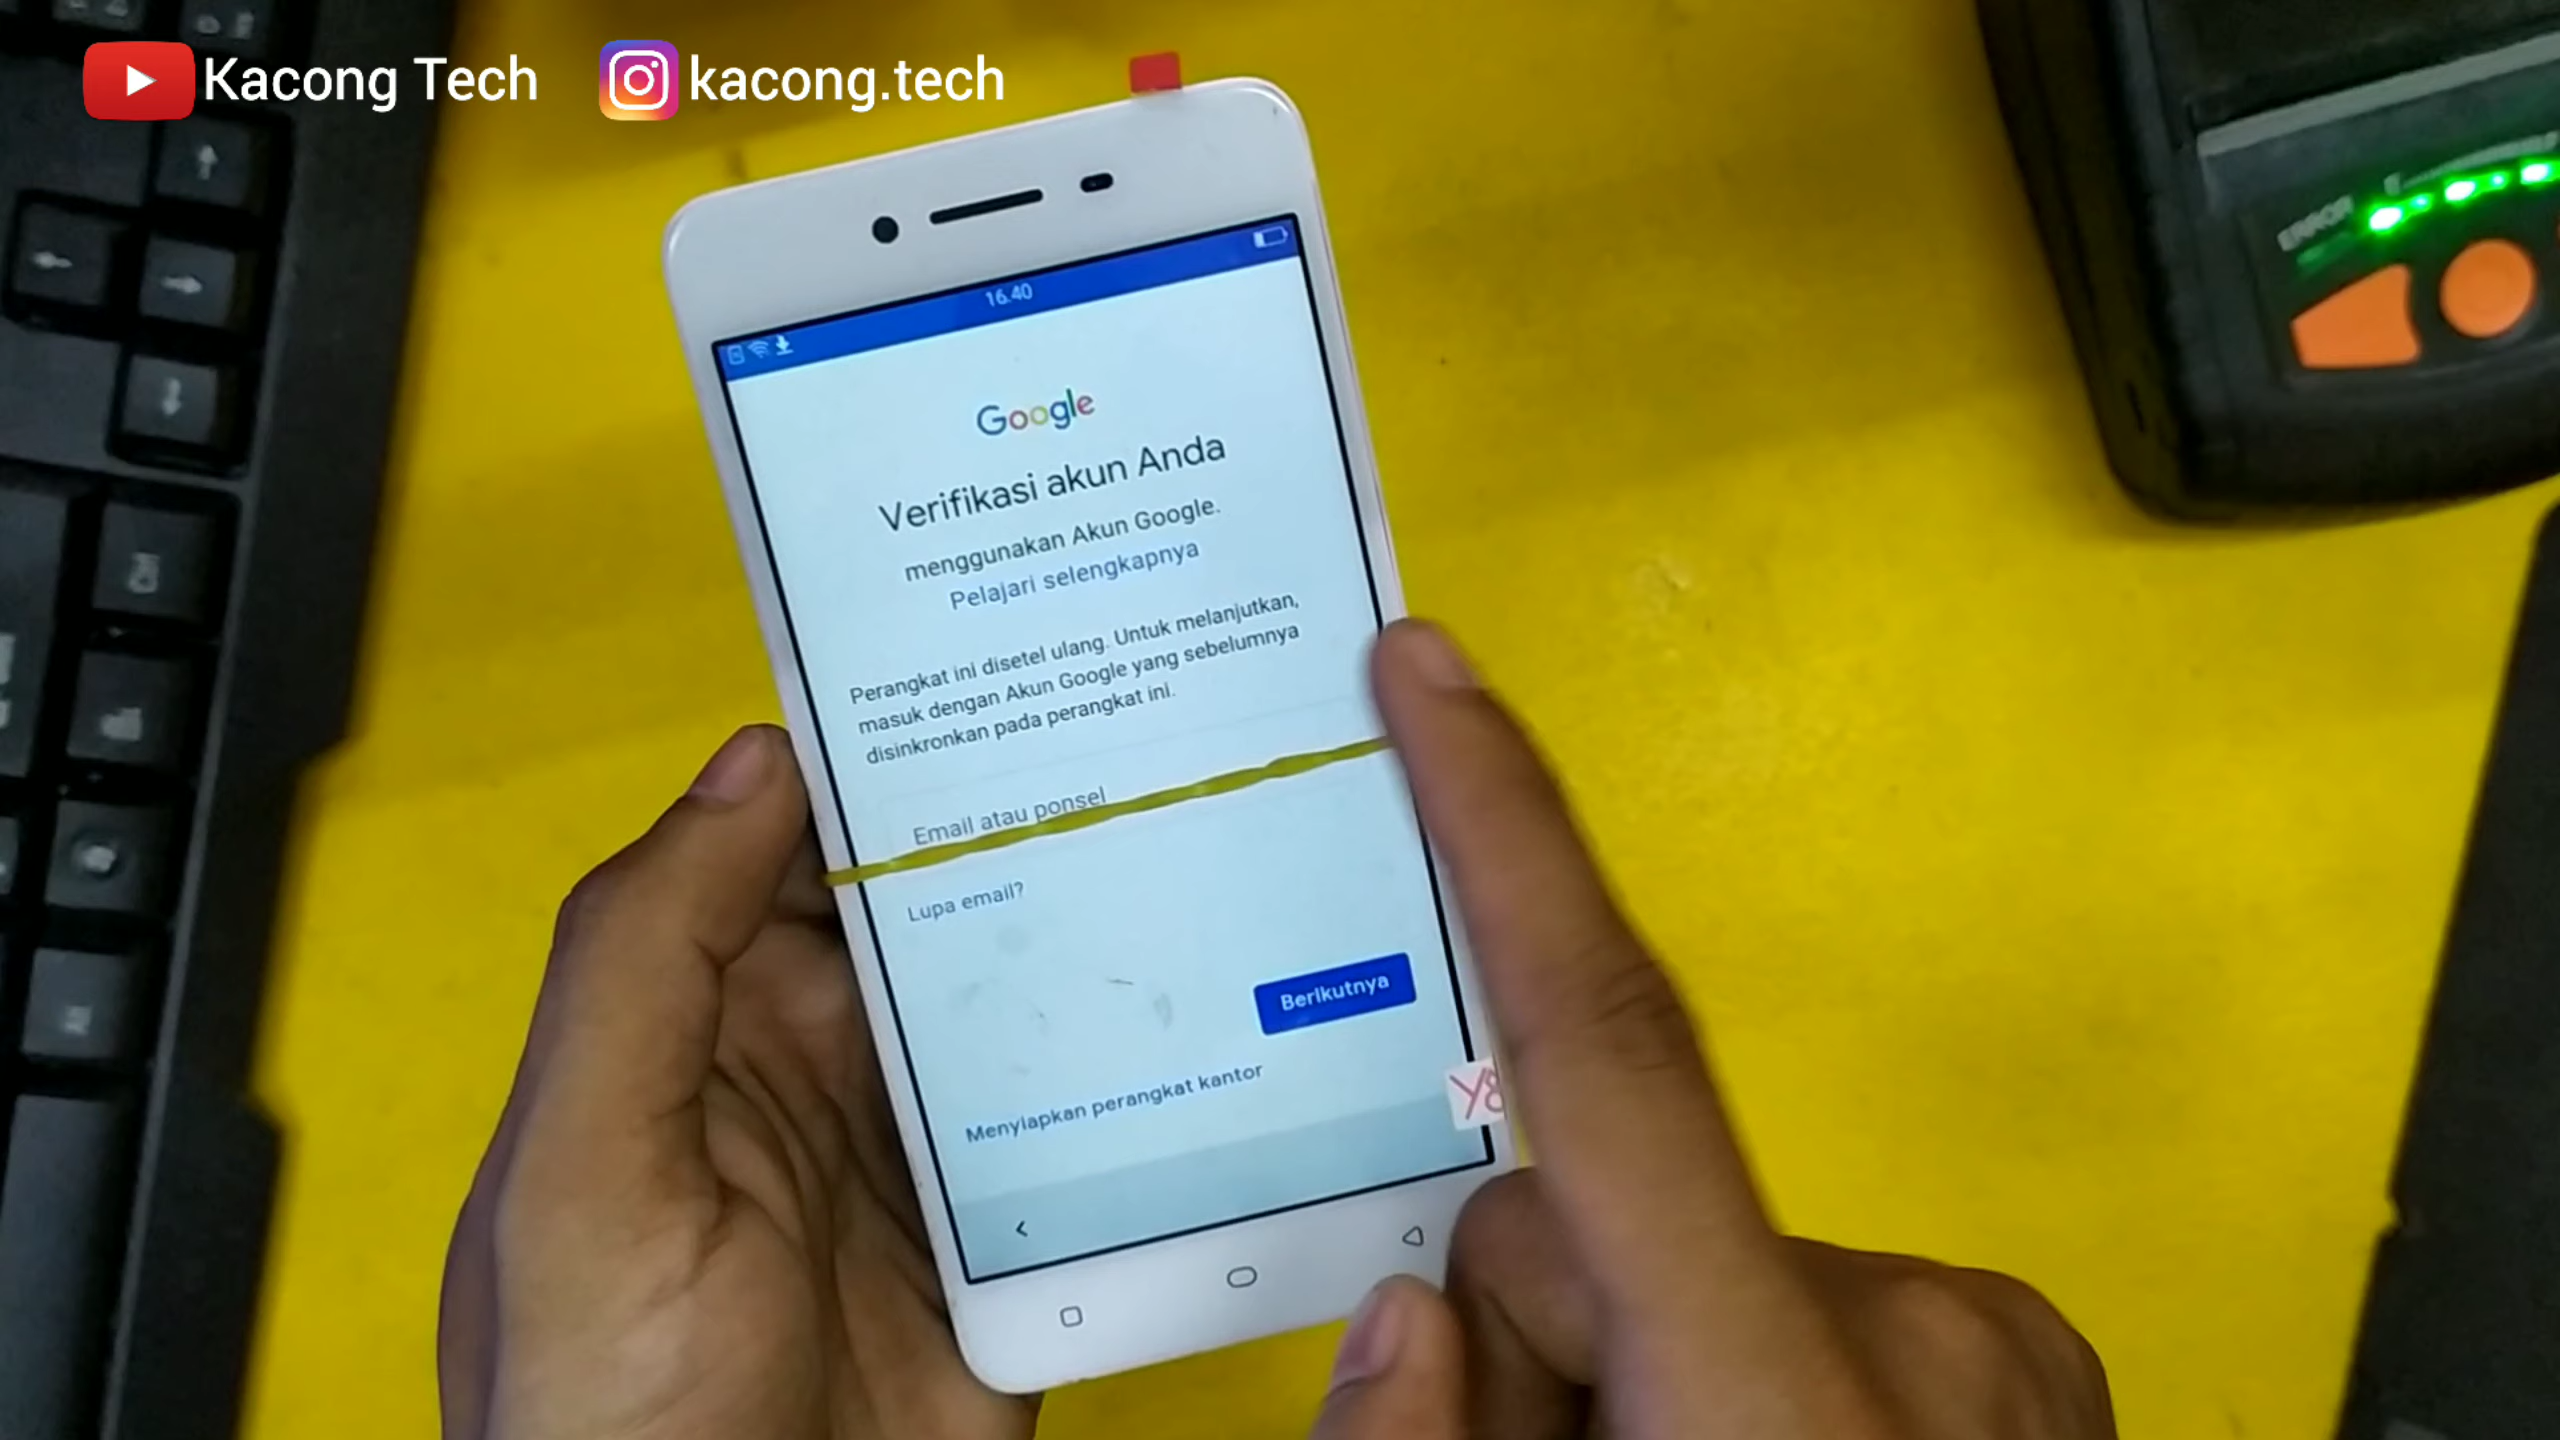 Kacong Tech
kacong.tech
16.40
Google
Verifikasi akun Anda
menggunakan Akun Google.
Pelajari selengkapnya
Perangkat ini disetel ulang. Untuk melanjutkan,
masuk dengan Akun Google yang sebelumnya
disinkronkan pada perangkat ini.
Email atau ponsel
Lupa email?
Berikutnya
Menyiapkan perangkat kantor
ERROR